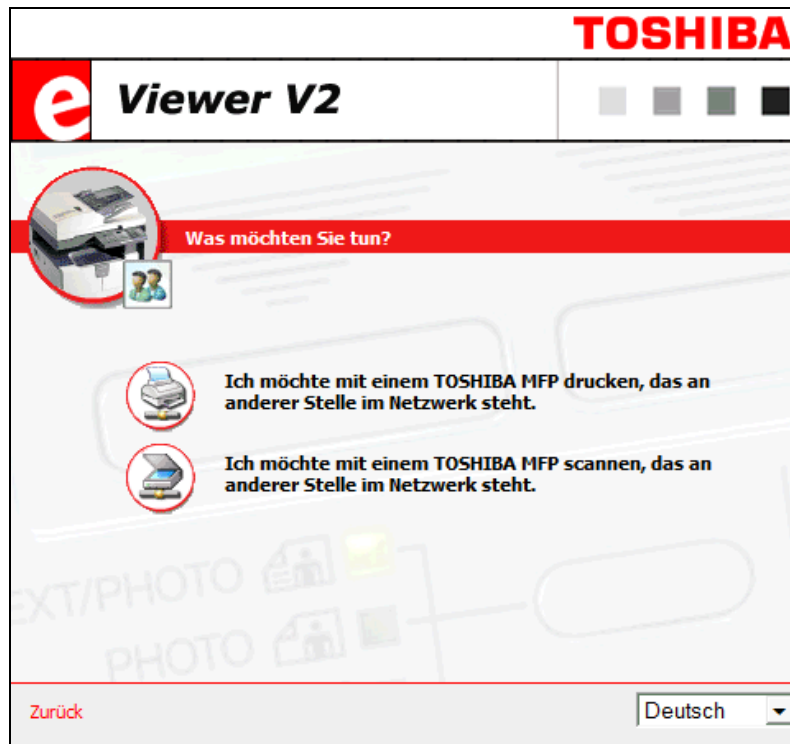 TOSHIBA
e Viewer V2
Was möchten Sie tun?
Ich möchte mit einem TOSHIBA MFP drucken, das an
anderer Stelle im Netzwerk steht.
Ich möchte mit einem TOSHIBA MFP scannen, das an
anderer Stelle im Netzwerk steht.
EXT/PHOTO
PHOTO
Zurück
Deutsch